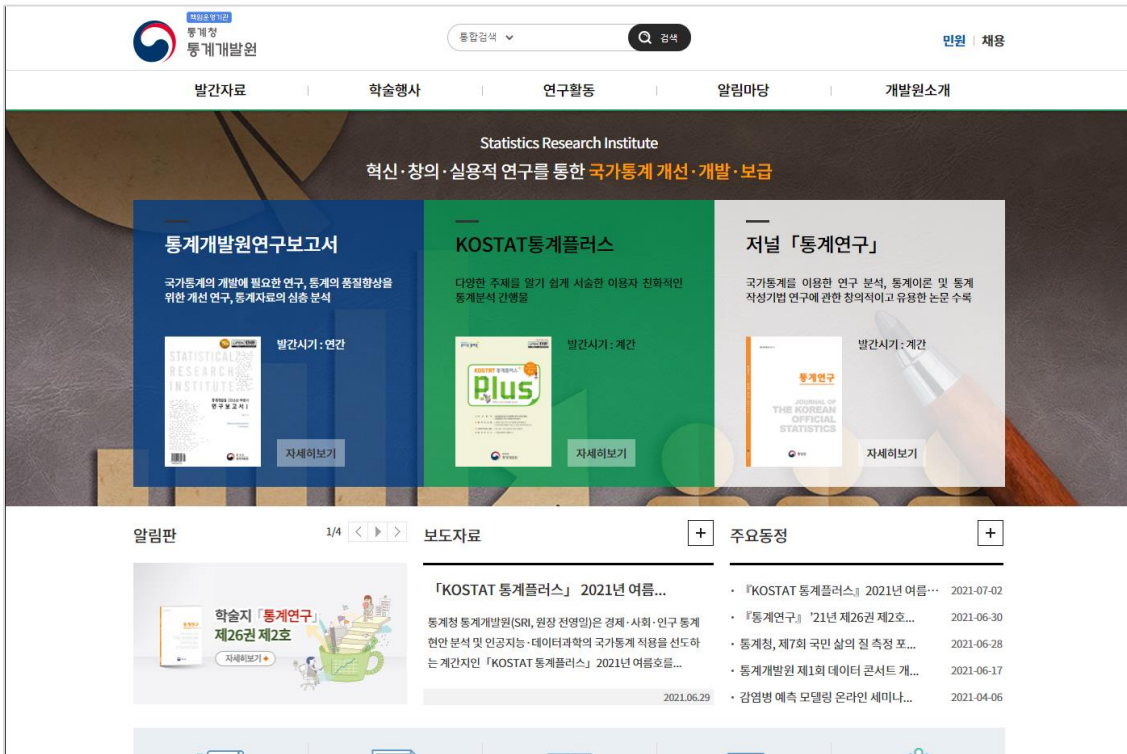 책임운영기관
통계청
통계개발원
통합검색
검색
민원
채용
발간자료
학술행사
연구활동
알림마당
개발원소개
Statistics Research Institute
혁신·창의·실용적 연구를 통한 국가통계 개선·개발·보급
통계개발원연구보고서
국가통계의 개발에 필요한 연구, 통계의 품질향상을
위한 개선 연구, 통계자료의 심층 분석
STATISTICAL
RESEARCH
INSTITUTE
연구보고서 I
발간시기 : 연간
자세히보기
KOSTAT통계플러스
다양한 주제를 알기 쉽게 서술한 이용자 친화적인
통계분석 간행물
KOSTAT 통계플러스
Plus
발간시기 : 계간
자세히보기
저널「통계연구」
국가통계를 이용한 연구 분석, 통계이론 및 통계
작성기법 연구에 관한 창의적이고 유용한 논문 수록
통계연구
JOURNAL OF
THE KOREAN
OFFICIAL
STATISTICS
통계청
발간시기 : 계간
자세히보기
알림판
1/4
학술지「통계연구」
제26권 제2호
자세히보기
통계연구
보도자료
「KOSTAT 통계플러스」 2021년 여름...
통계청 통계개발원(SRI, 원장 전영일)은 경제·사회·인구 통계
현안 분석 및 인공지능·데이터과학의 국가통계 적용을 선도하
는 계간지인「KOSTAT 통계플러스」2021년 여름호를...
2021.06.29
주요동정
· 『KOSTAT 통계플러스』 2021년 여름… 2021-07-02
· 『통계연구』 '21년 제26권 제2호... 2021-06-30
· 통계청, 제7회 국민 삶의 질 측정 포... 2021-06-28
· 통계개발원 제1회 데이터 콘서트 개... 2021-06-17
· 감염병 예측 모델링 온라인 세미나... 2021-04-06